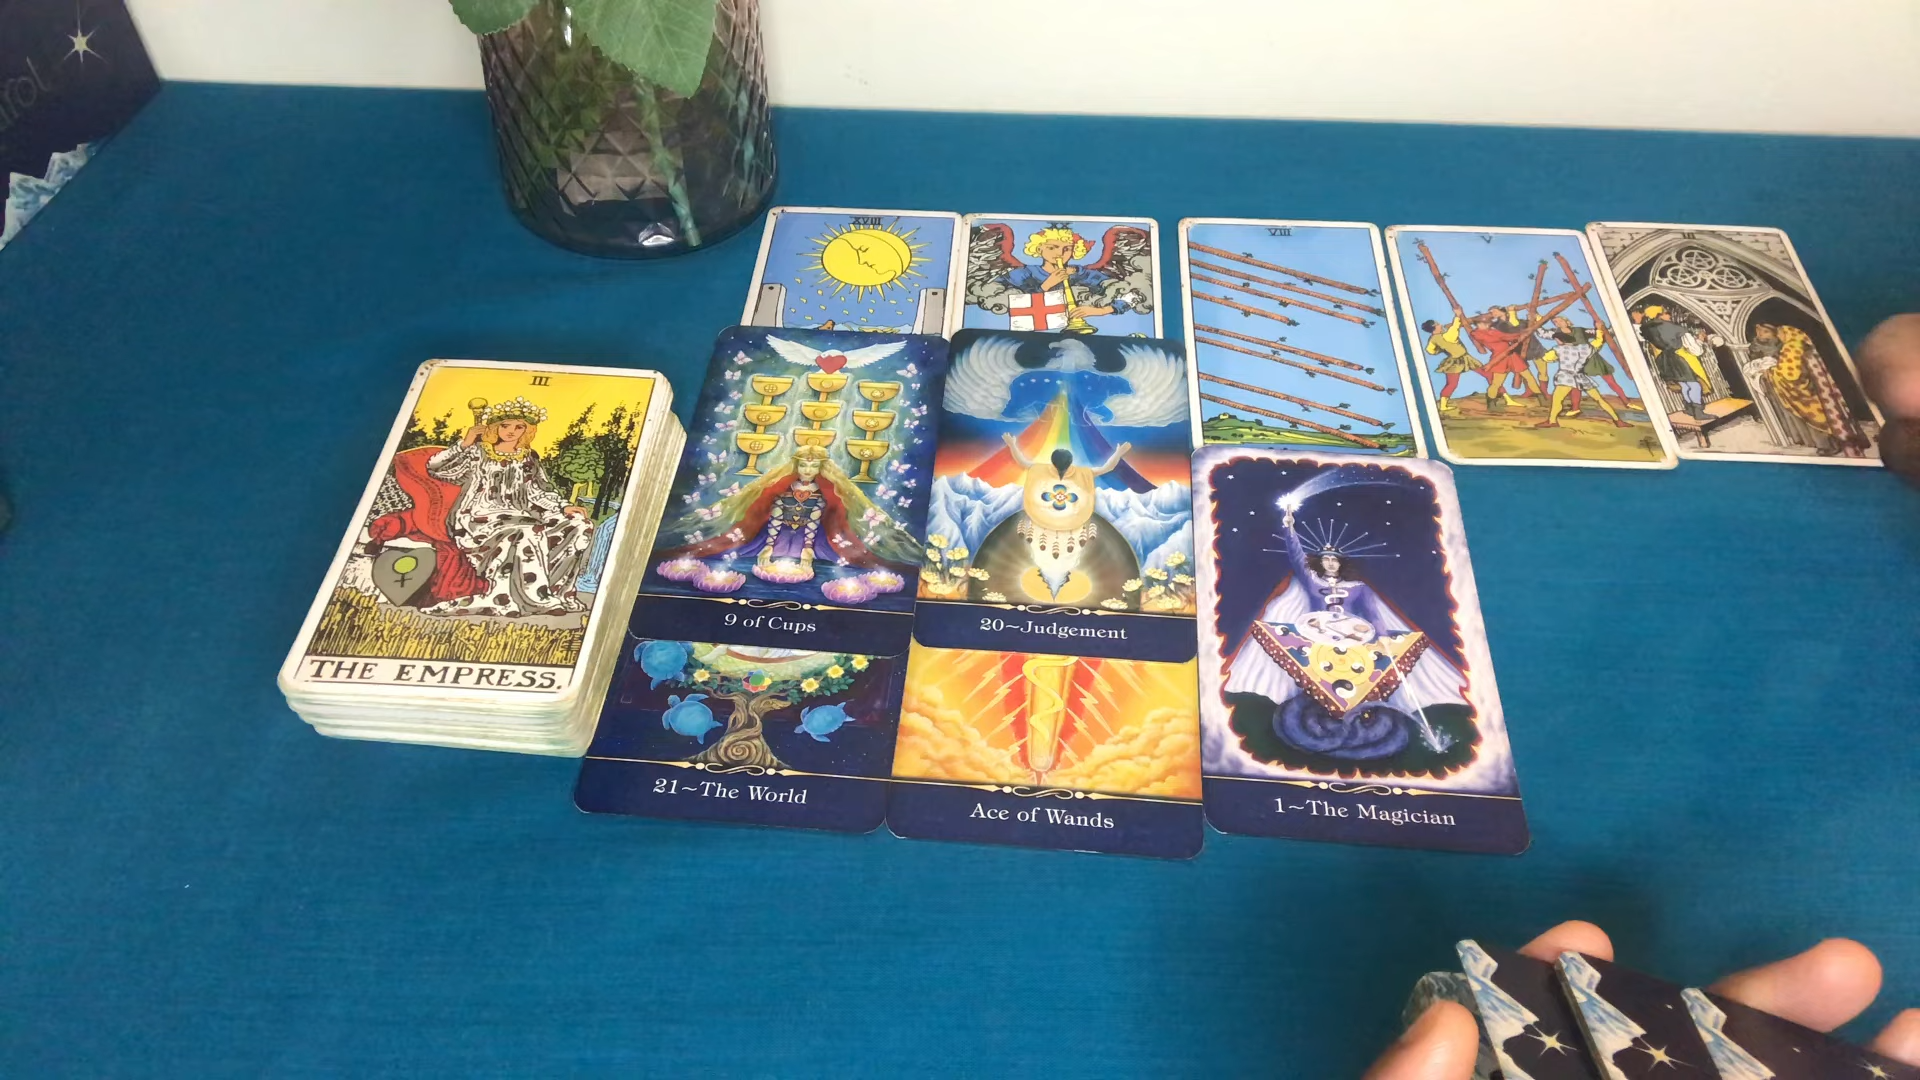 XVIII
VIII
V
III
III
THE EMPRESS.
9 of Cups
20~Judgement
21~The World
Ace of Wands
1~The Magician